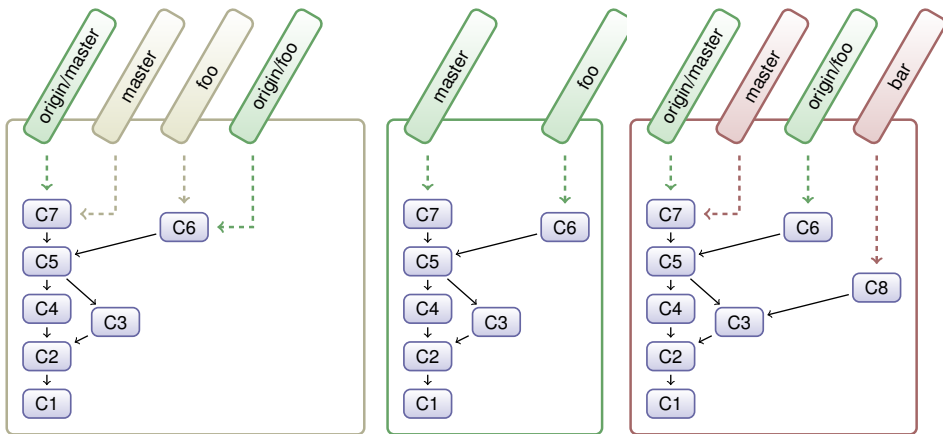 origin/master
master
foo
origin/foo
C7
C6
C5
C4
C3
C2
C1
master
foo
C7
C6
C5
C4
C3
C2
C1
origin/master
master
origin/foo
bar
C7
C6
C5
C8
C4
C3
C2
C1